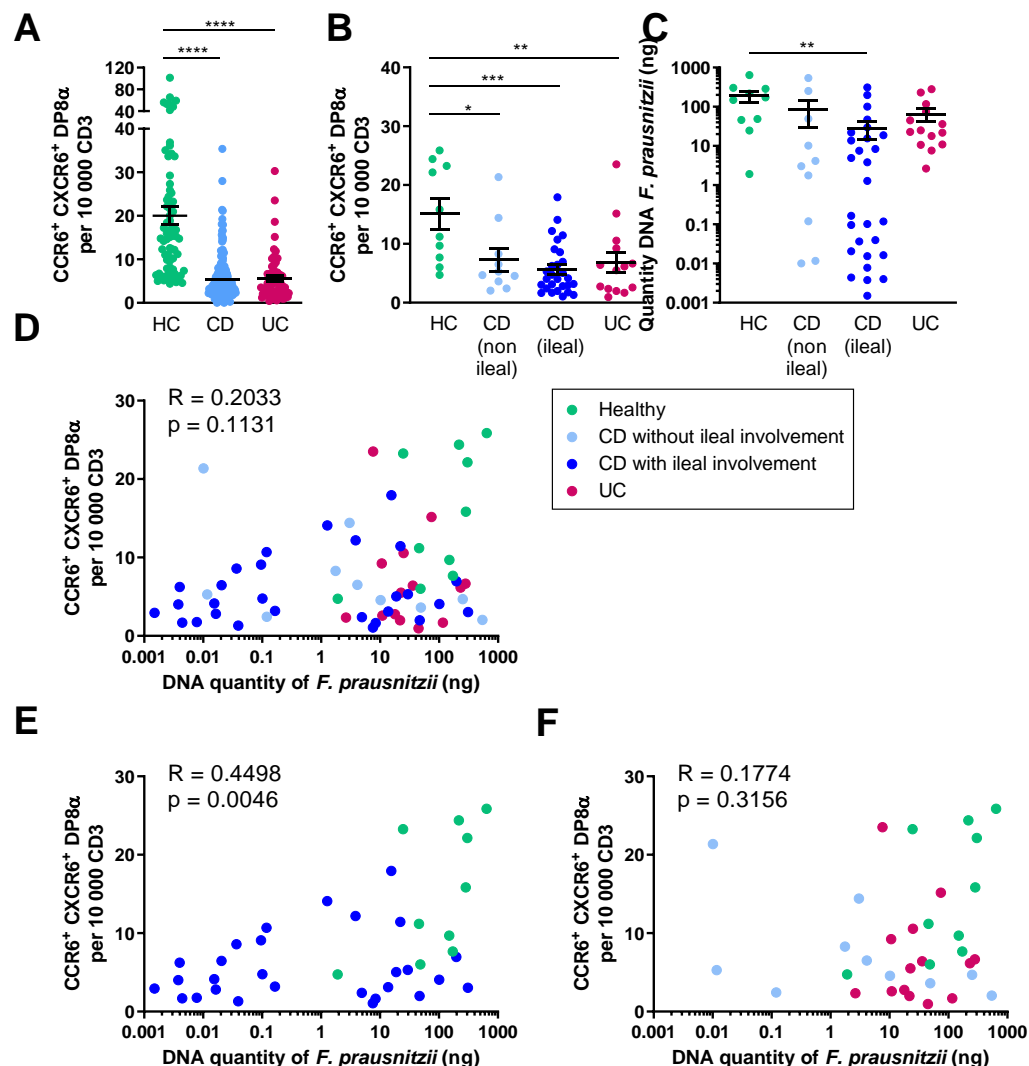 A
B
C
****
****
CCR6+ CXCR6+ DP8α
per 10 000 CD3
120
80
40
40
30
20
10
0
HC
CD
UC
**
***
*
CCR6+ CXCR6+ DP8α
per 10 000 CD3
40
30
20
10
0
HC
CD
(non
ileal)
CD
(ileal)
UC
**
Quantity DNA F. prausnitzii (ng)
1000
100
10
1
0.1
0.01
0.001
HC
CD
(non
ileal)
CD
(ileal)
UC
D
R = 0.2033
p = 0.1131
CCR6+ CXCR6+ DP8α
per 10 000 CD3
30
20
10
0
0.001 0.01 0.1 1 10 100 1000
DNA quantity of F. prausnitzii (ng)
Healthy
CD without ileal involvement
CD with ileal involvement
UC
E
R = 0.4498
p = 0.0046
CCR6+ CXCR6+ DP8α
per 10 000 CD3
30
20
10
0
0.001 0.01 0.1 1 10 100 1000
DNA quantity of F. prausnitzii (ng)
F
R = 0.1774
p = 0.3156
CCR6+ CXCR6+ DP8α
per 10 000 CD3
30
20
10
0
0.001 0.01 0.1 1 10 100 1000
DNA quantity of F. prausnitzii (ng)